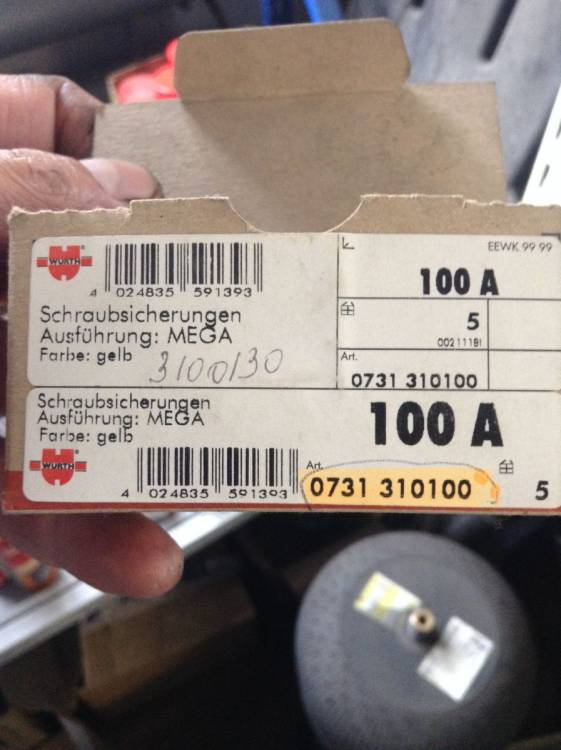 WÜRTH
4 024835 591393
Schraubsicherungen
Ausführung: MEGA
Farbe: gelb
3100130
EEWK 99 99
100 A
5
00211181
Art.
0731 310100
Schraubsicherungen
Ausführung: MEGA
Farbe: gelb
100 A
WÜRTH
4 024835 591393
Art.
0731 310100
5